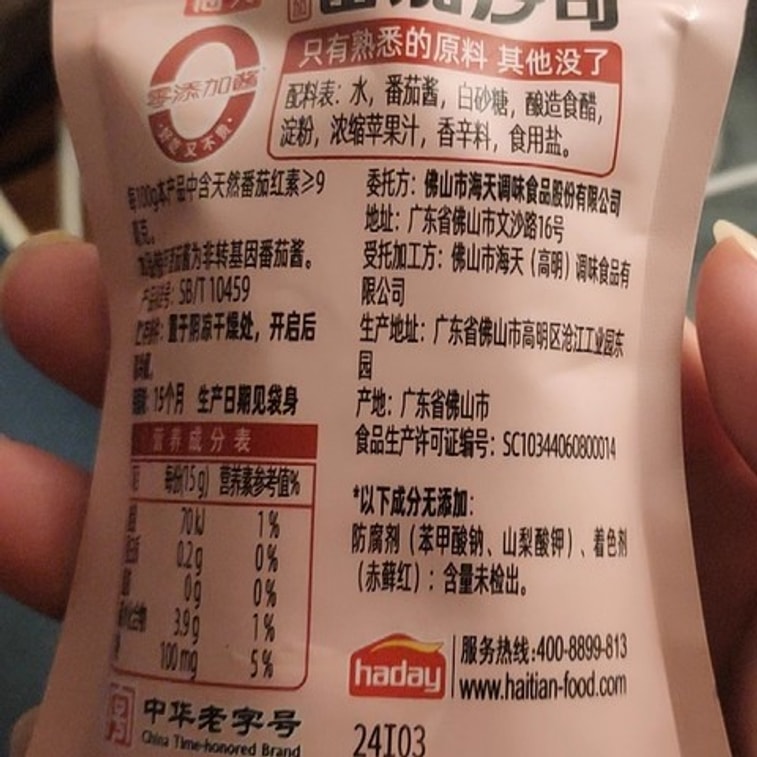 只有熟悉的原料 其他没了
零添加酱
配料表：水，番茄酱，白砂糖，酿造食醋，
淀粉，浓缩苹果汁，香辛料，食用盐。
每100g本产品中含天然番茄红素≥9
毫克。
为非转基因番茄酱。
SB/T 10459
置于阴凉干燥处，开启后
15个月 生产日期见袋身
营养成分表
每份(15g) 营养素参考值%
70kJ 1%
0.2g 0%
0g 0%
3.9g 1%
100mg 5%
中华老字号
China Time-honored Brand
委托方：佛山市海天调味食品股份有限公司
地址：广东省佛山市文沙路16号
受托加工方：佛山市海天（高明）调味食品有
限公司
生产地址：广东省佛山市高明区沧江工业园东
园
产地：广东省佛山市
食品生产许可证编号：SC10344060800014
*以下成分无添加：
防腐剂（苯甲酸钠、山梨酸钾）、着色剂
（赤藓红）：含量未检出。
haday
服务热线:400-8899-813
www.haitian-food.com
24I03